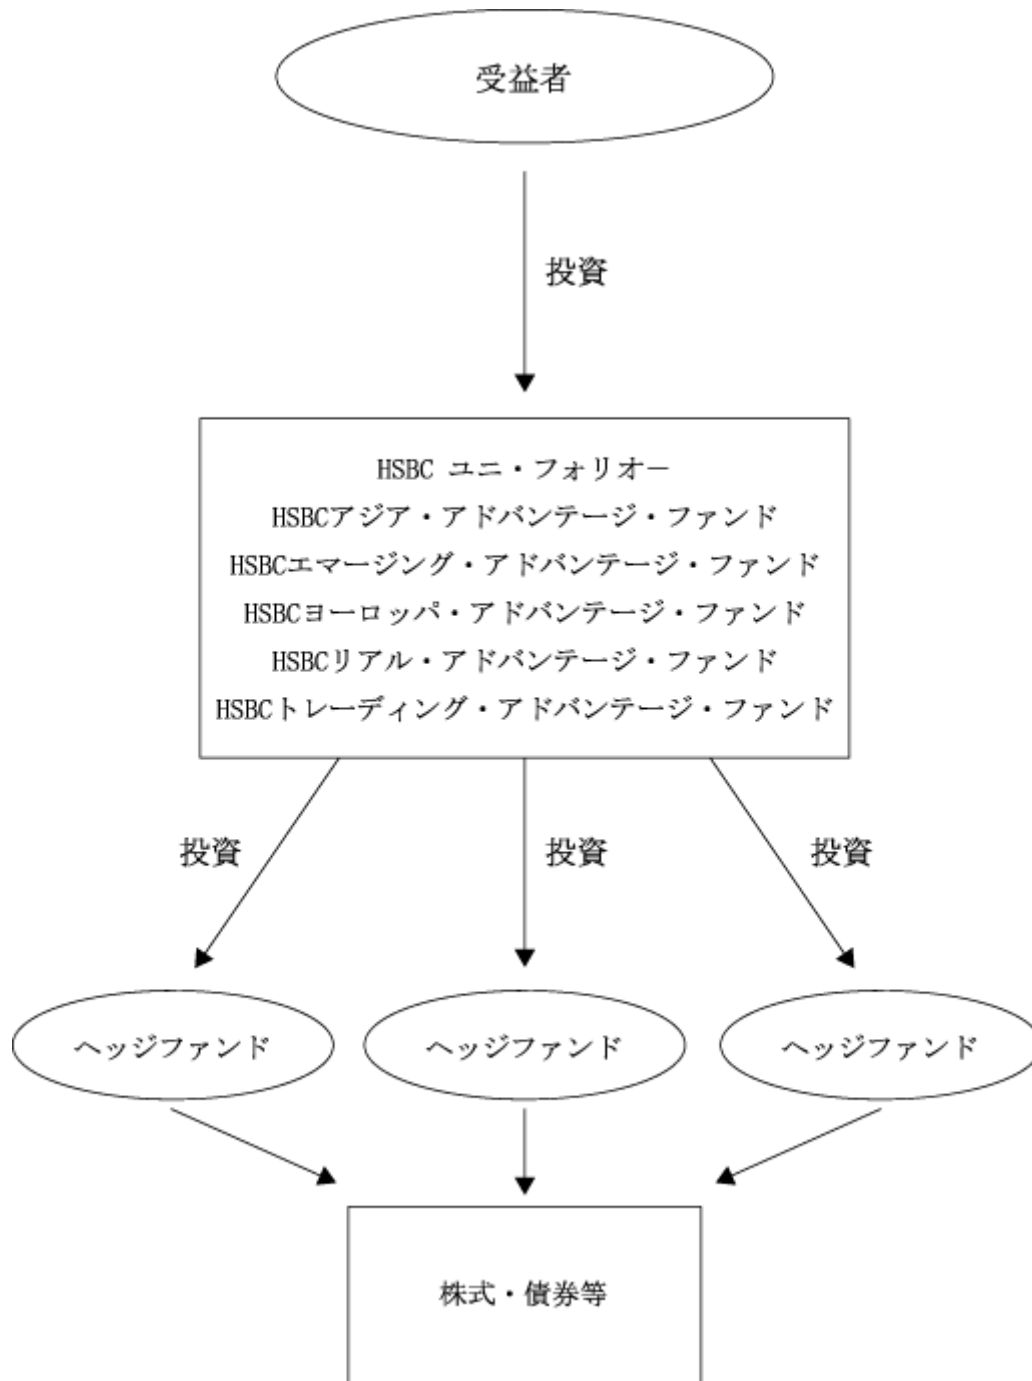 受益者
投資
HSBC ユニ・フォリオー
HSBCアジア・アドバンテージ・ファンド
HSBCエマージング・アドバンテージ・ファンド
HSBCヨーロッパ・アドバンテージ・ファンド
HSBCリアル・アドバンテージ・ファンド
HSBCトレーディング・アドバンテージ・ファンド
投資
投資
投資
ヘッジファンド
ヘッジファンド
ヘッジファンド
株式・債券等